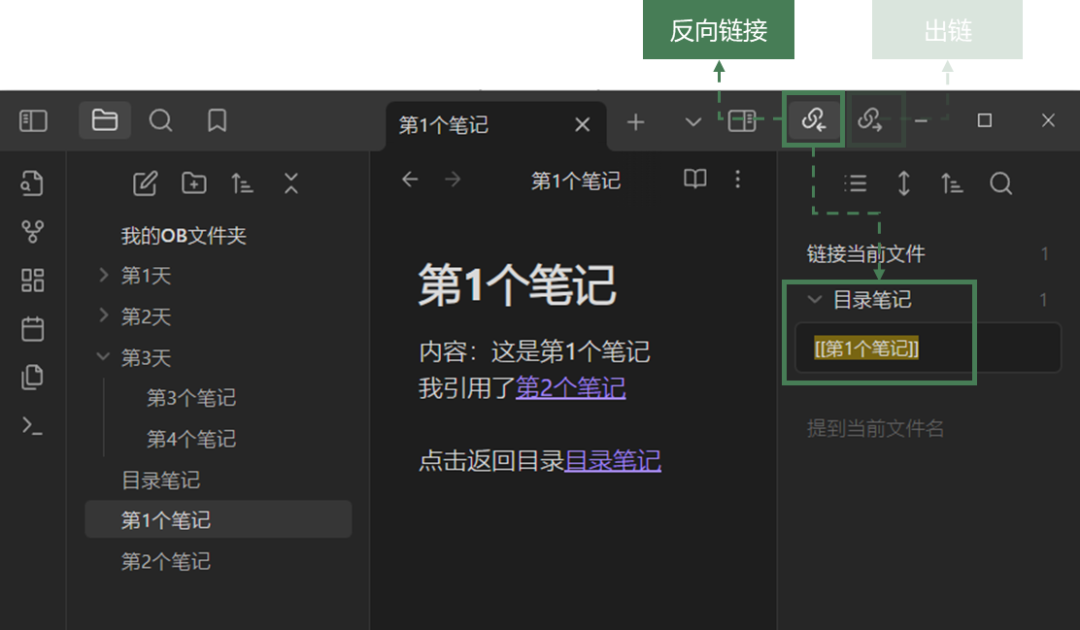 反向链接
出链
第1个笔记
第1个笔记
我的OB文件夹
第1天
第2天
第3天
第3个笔记
第4个笔记
目录笔记
第1个笔记
第2个笔记
第1个笔记
内容：这是第1个笔记
我引用了第2个笔记
点击返回目录目录笔记
链接当前文件 1
目录笔记 1
[[第1个笔记]]
提到当前文件名